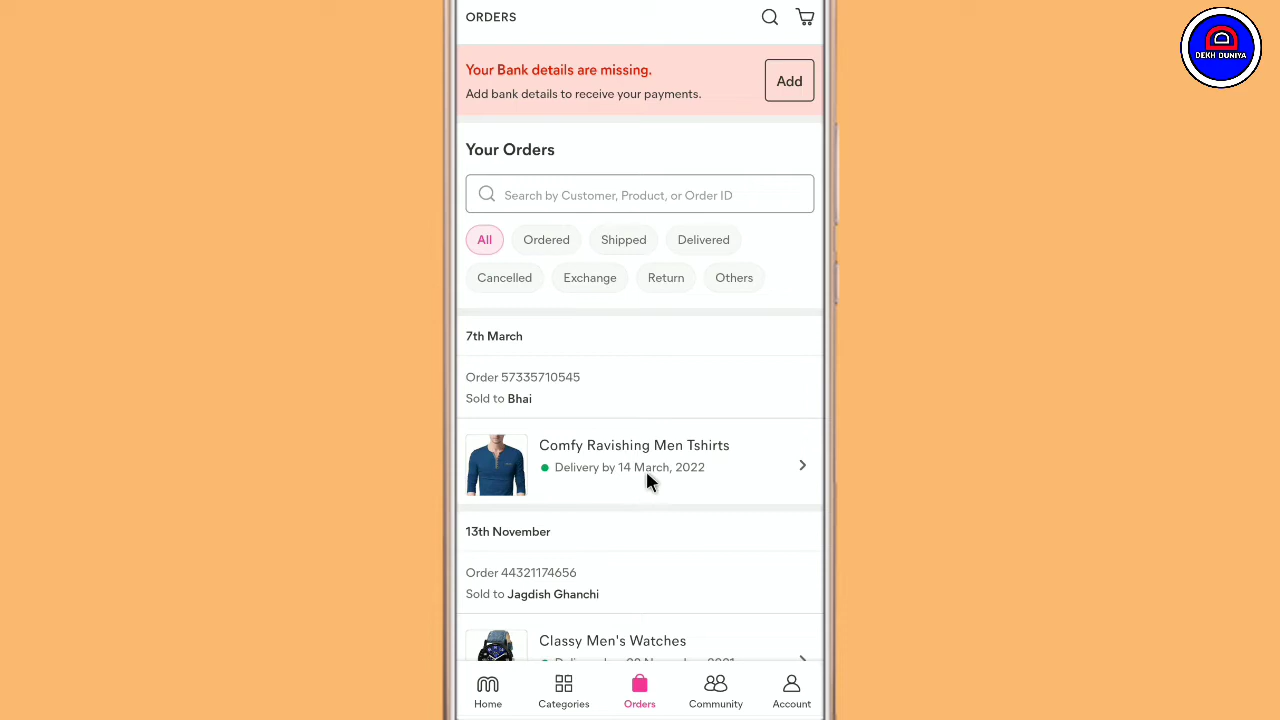 ORDERS
DEKH DUNIYA
Your Bank details are missing.
Add bank details to receive your payments.
Add
Your Orders
Search by Customer, Product, or Order ID
All Ordered Shipped Delivered
Cancelled Exchange Return Others
7th March
Order 57335710545
Sold to Bhai
Comfy Ravishing Men Tshirts
Delivery by 14 March, 2022
13th November
Order 44321174656
Sold to Jagdish Ghanchi
Classy Men's Watches
Home Categories Orders Community Account